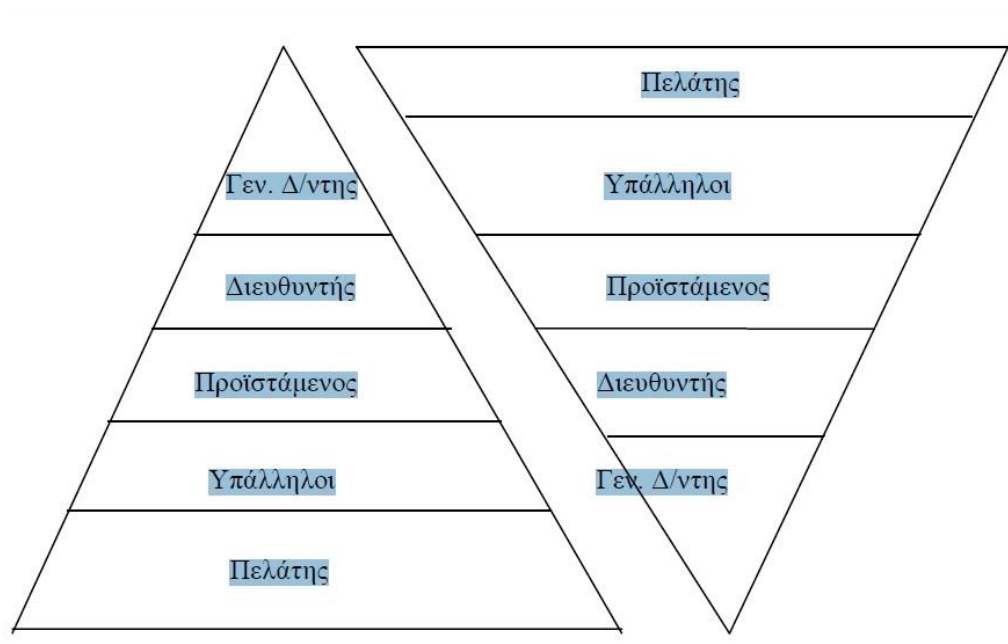 Γεν. Δ/ντης
Διευθυντής
Προϊστάμενος
Υπάλληλοι
Πελάτης
Πελάτης
Υπάλληλοι
Προϊστάμενος
Διευθυντής
Γεν. Δ/ντης